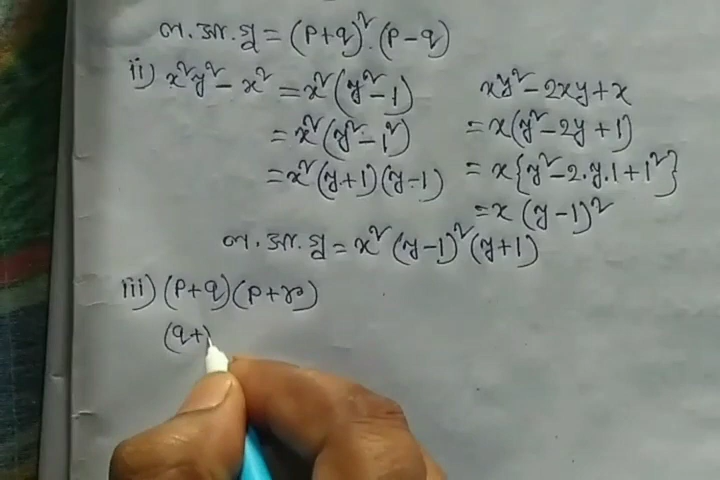 ল.সা.গু = (p+q)².(p-q)
ii) x²y² - x² = x²(y²-1)
= x²(y²-1²)
= x²(y+1)(y-1)
xy² - 2xy + x
= x(y²-2y+1)
= x{y²-2.y.1+1²}
= x(y-1)²
ল.সা.গু = x²(y-1)²(y+1)
iii) (p+q)(p+r)
(q+